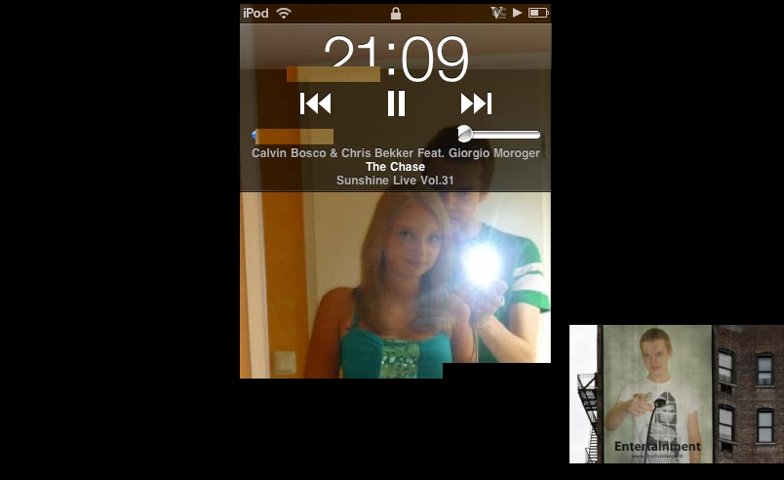 iPod
21:09
Calvin Bosco & Chris Bekker Feat. Giorgio Moroger
The Chase
Sunshine Live Vol.31
Entertainment